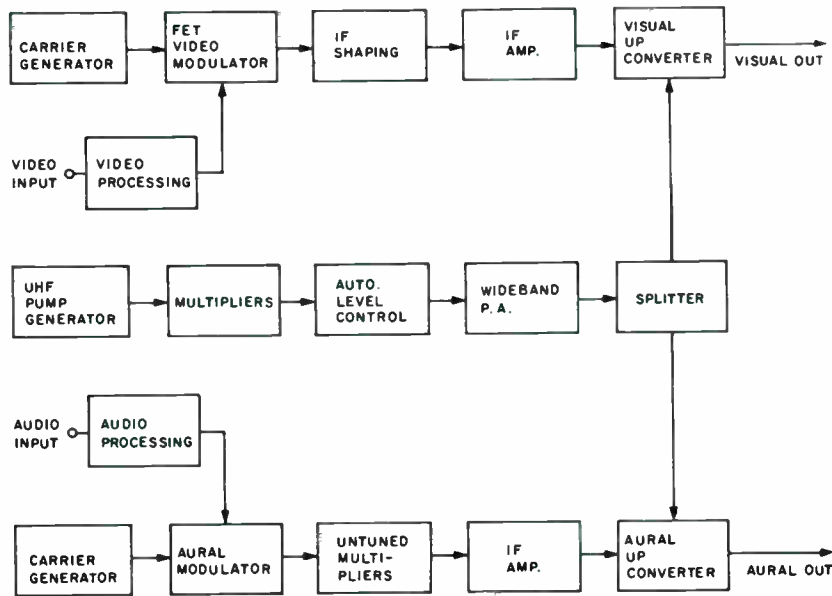 CARRIER
GENERATOR
FET
VIDEO
MODULATOR
IF
SHAPING
IF
AMP.
VISUAL
UP
CONVERTER
VISUAL OUT
VIDEO
INPUT
VIDEO
PROCESSING
UHF
PUMP
GENERATOR
MULTIPLIERS
AUTO.
LEVEL
CONTROL
WIDEBAND
P.A.
SPLITTER
AUDIO
INPUT
AUDIO
PROCESSING
CARRIER
GENERATOR
AURAL
MODULATOR
UNTUNED
MULTI-
PLIERS
IF
AMP.
AURAL
UP
CONVERTER
AURAL OUT